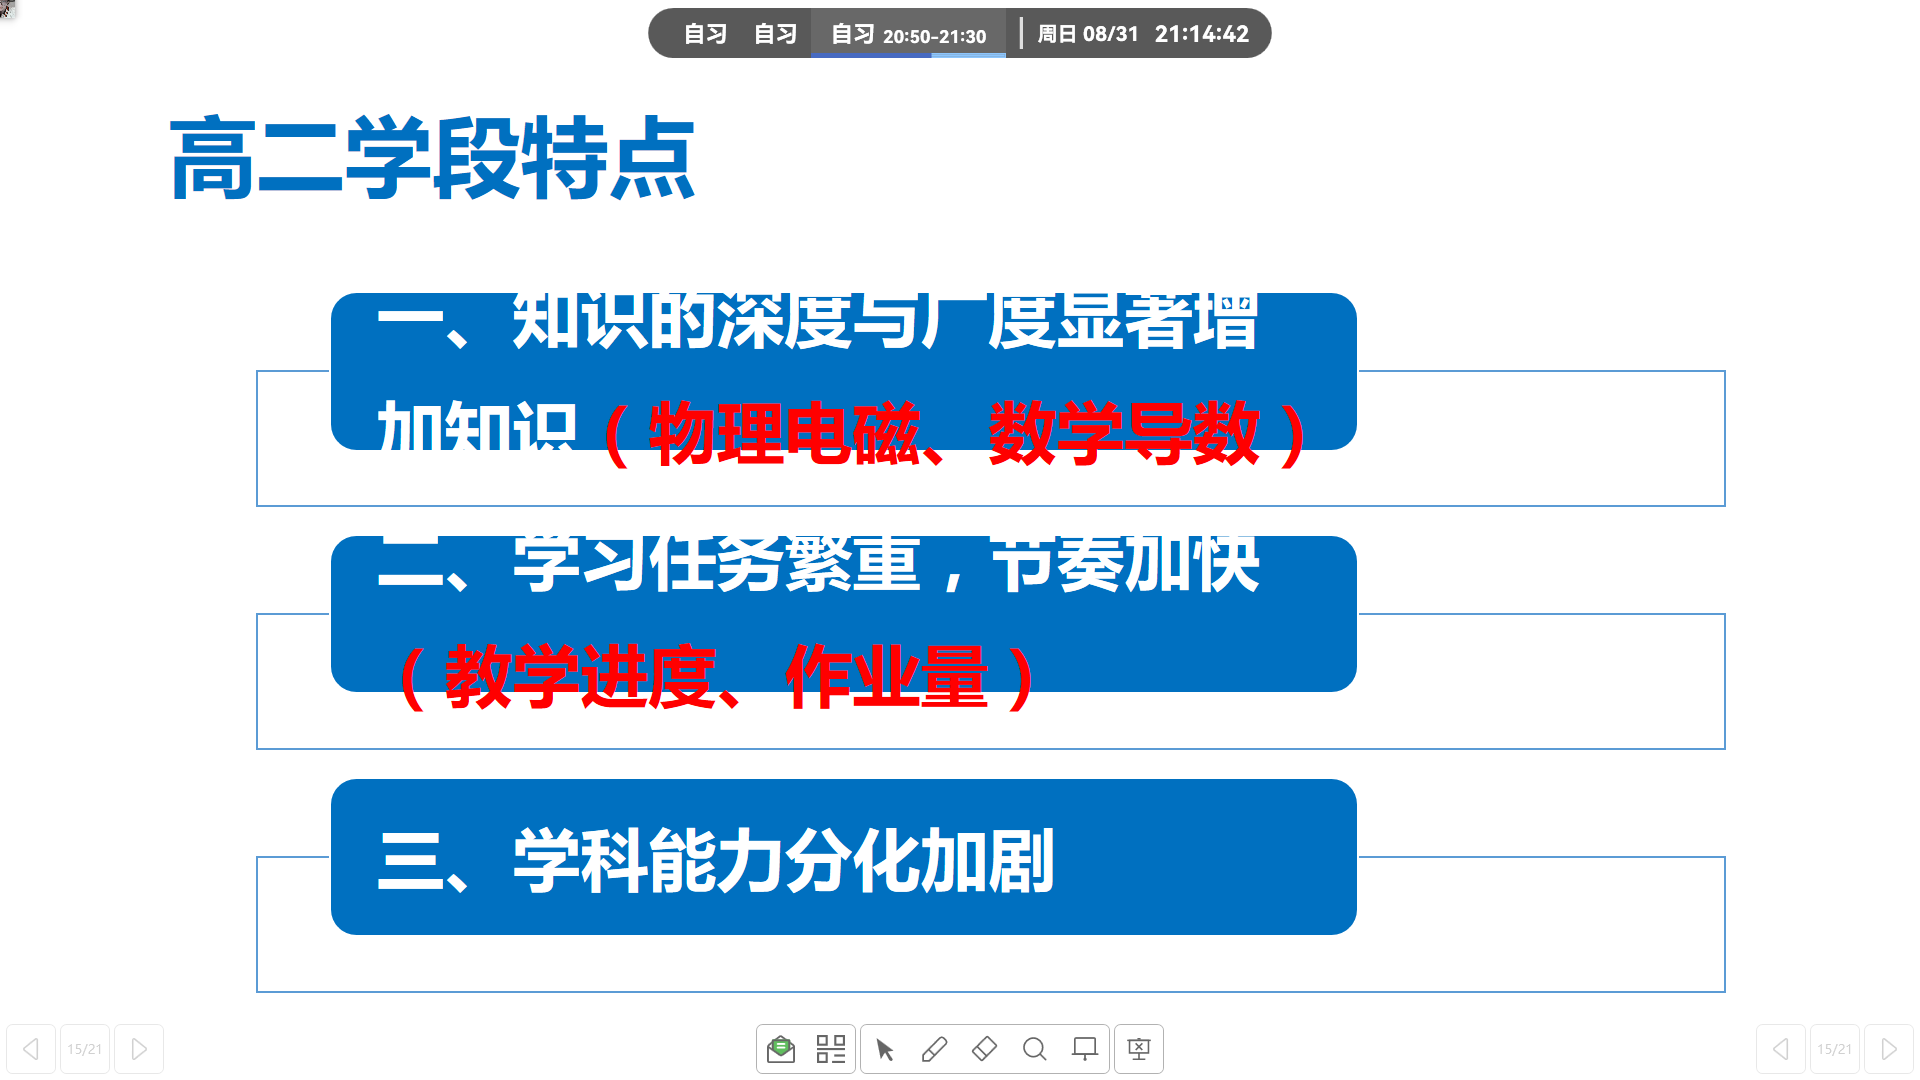 自习 自习 自习 20:50-21:30 周日 08/31 21:14:42
高二学段特点
一、知识的深度与广度显著增
加知识（物理电磁、数学导数）
二、学习任务繁重，节奏加快
（教学进度、作业量）
三、学科能力分化加剧
15/21
15/21